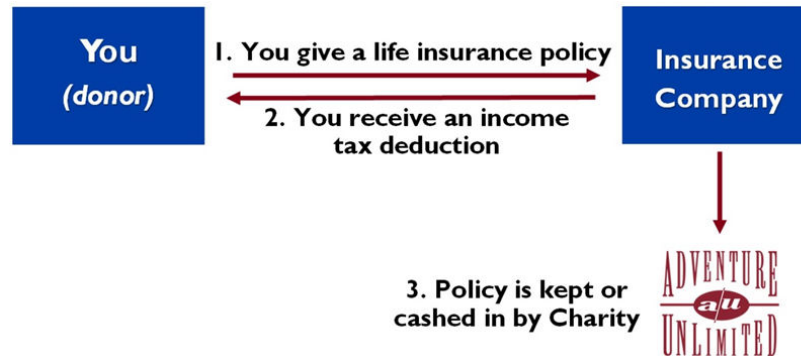 You
(donor)
1. You give a life insurance policy
2. You receive an income
tax deduction
Insurance
Company
3. Policy is kept or
cashed in by Charity
ADVENTURE
a/u
UNLIMITED